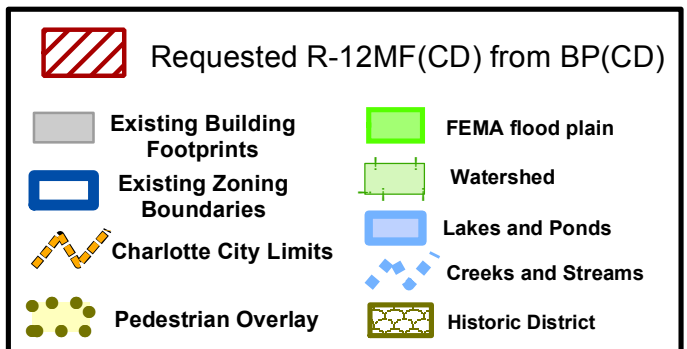 Requested R-12MF(CD) from BP(CD)
Existing Building
Footprints
Existing Zoning
Boundaries
Charlotte City Limits
Pedestrian Overlay
FEMA flood plain
Watershed
Lakes and Ponds
Creeks and Streams
Historic District